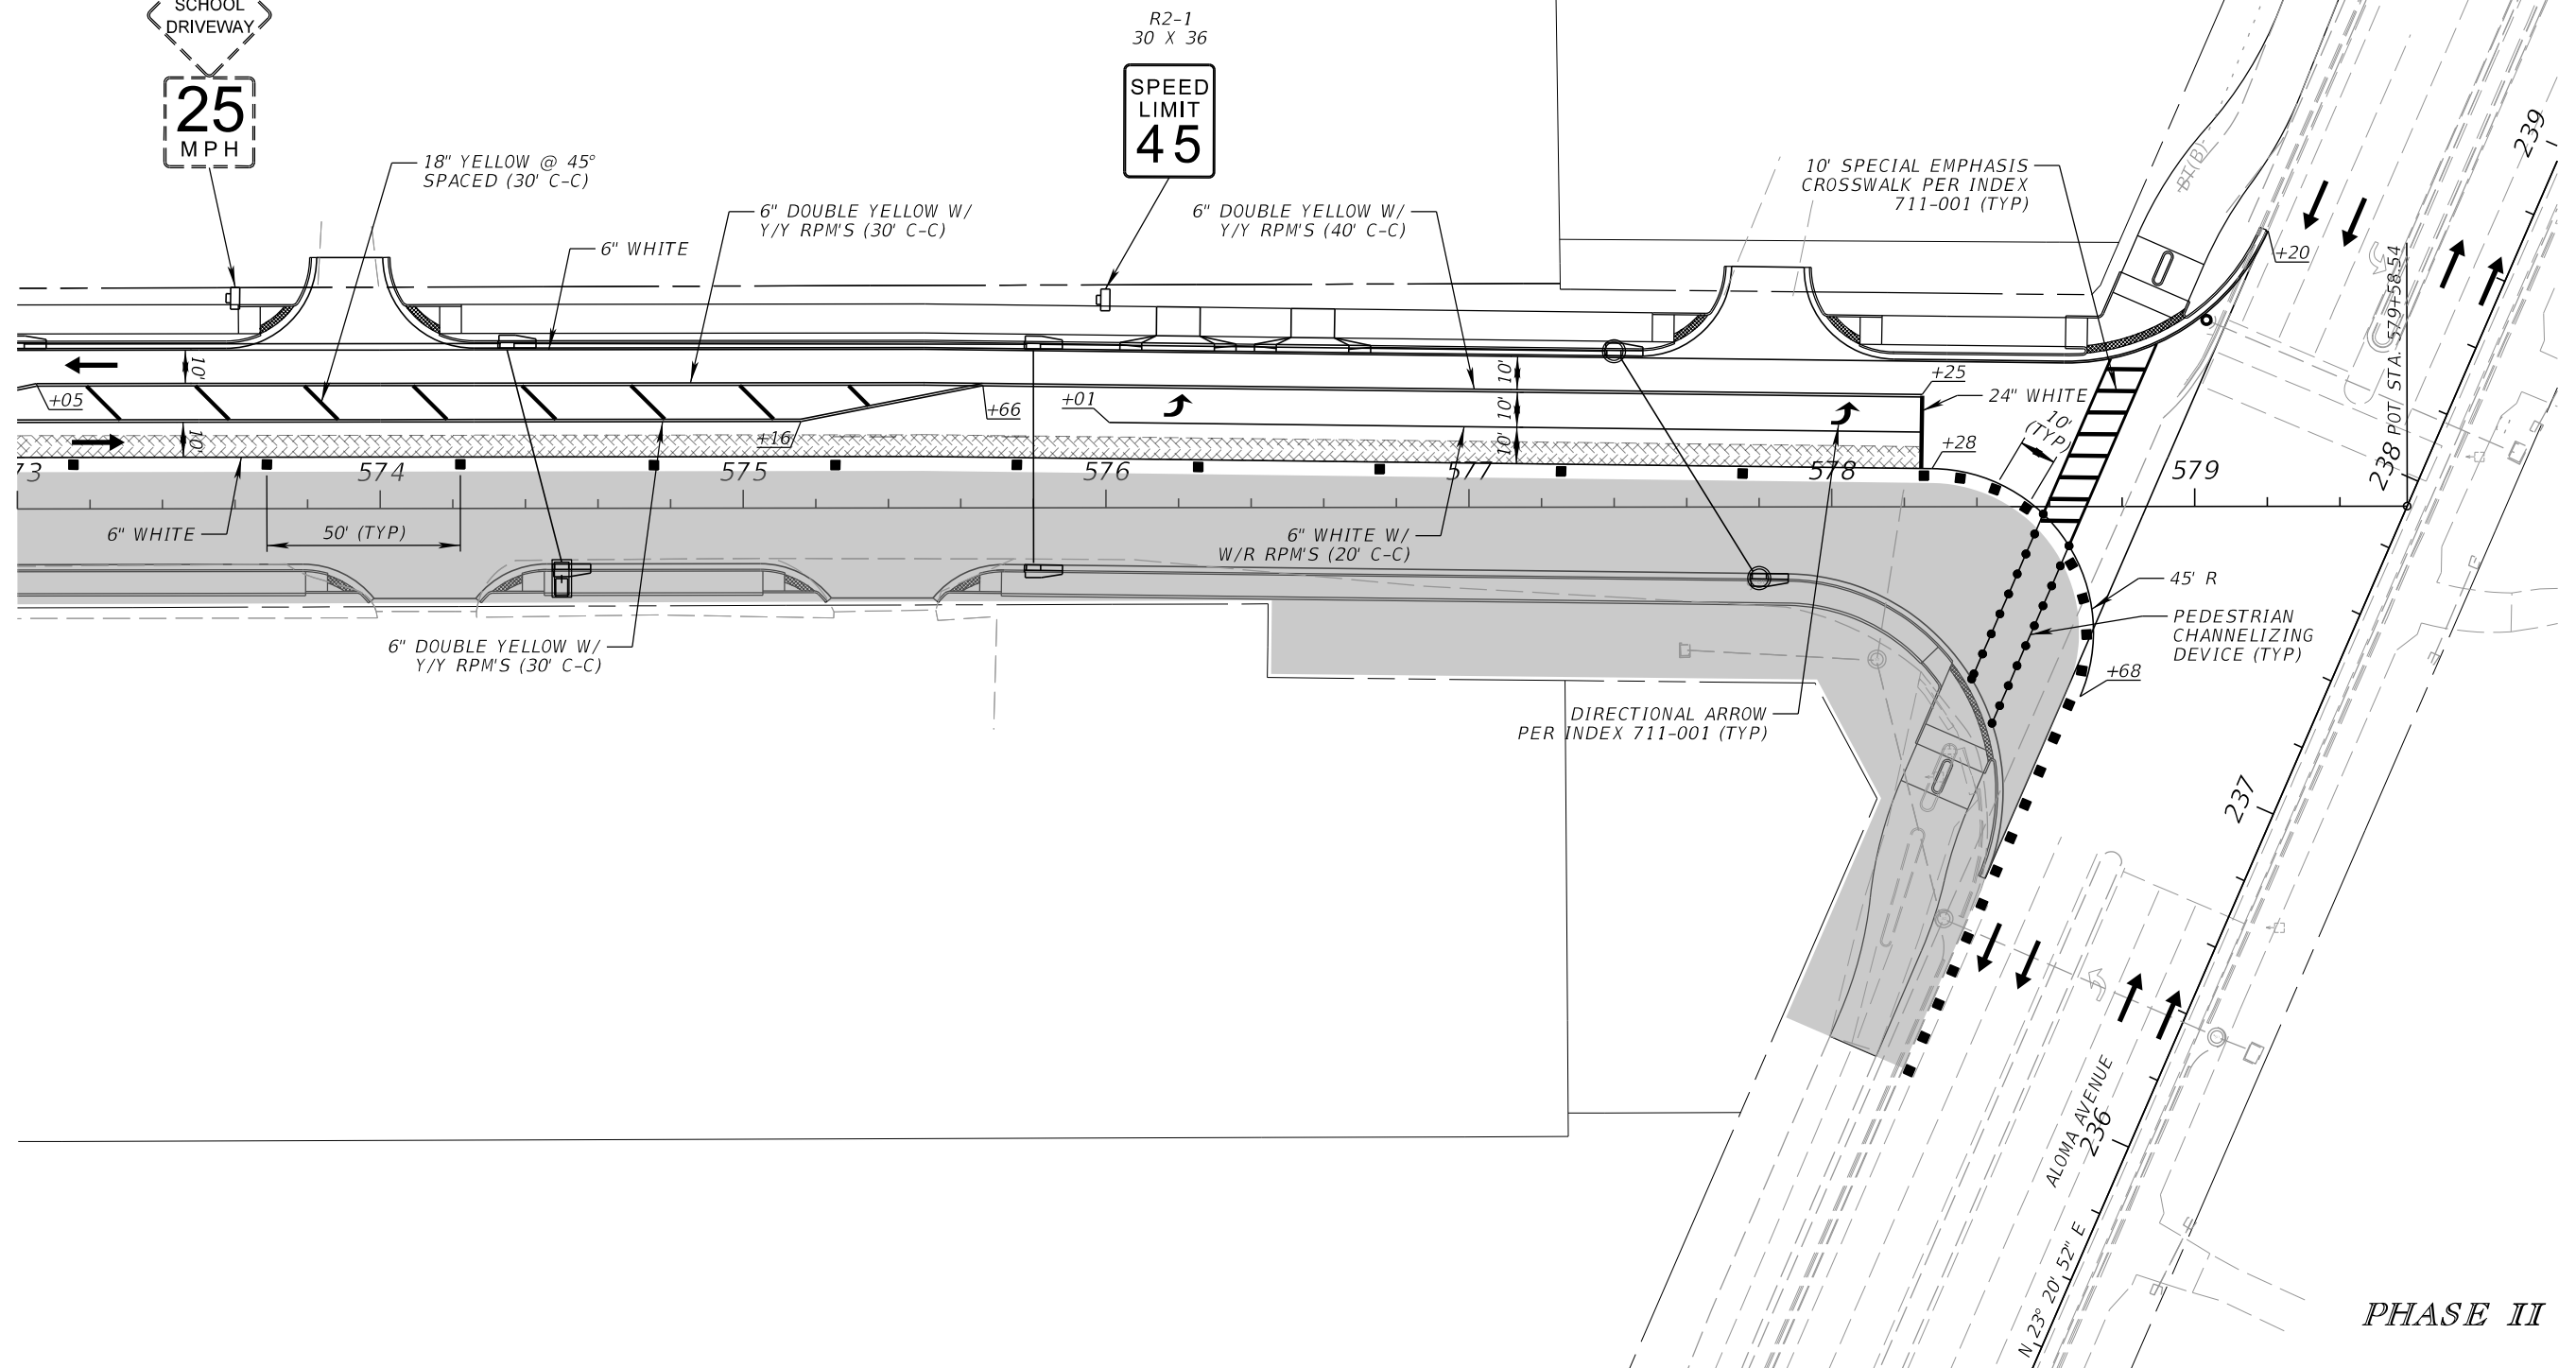 SCHOOL
DRIVEWAY
25
MPH
R2-1
30 X 36
SPEED
LIMIT
45
18" YELLOW @ 45°
SPACED (30' C-C)
6" DOUBLE YELLOW W/
Y/Y RPM'S (30' C-C)
6" WHITE
6" DOUBLE YELLOW W/
Y/Y RPM'S (40' C-C)
10' SPECIAL EMPHASIS
CROSSWALK PER INDEX
711-001 (TYP)
BT(B)
239
+20
POT STA. 579+58.54
10'
10'
+05
+66
+01
10'
10'
10'
+16
+25
24" WHITE
10'
(TYP)
+28
73
574
575
576
577
578
579
238
6" WHITE
50' (TYP)
6" WHITE W/
W/R RPM'S (20' C-C)
45' R
PEDESTRIAN
CHANNELIZING
DEVICE (TYP)
+68
6" DOUBLE YELLOW W/
Y/Y RPM'S (30' C-C)
DIRECTIONAL ARROW
PER INDEX 711-001 (TYP)
237
ALOMA AVENUE
236
N 23° 20' 52" E
PHASE II